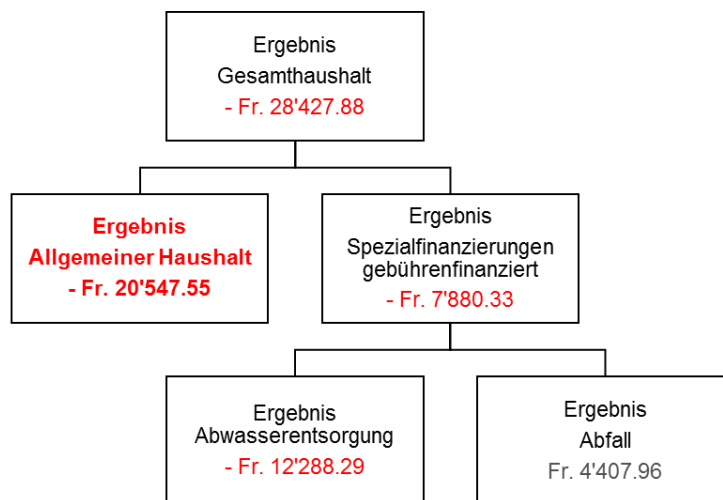 Ergebnis
Gesamthaushalt
- Fr. 28'427.88
Ergebnis
Allgemeiner Haushalt
- Fr. 20'547.55
Ergebnis
Spezialfinanzierungen
gebührenfinanziert
- Fr. 7'880.33
Ergebnis
Abwasserentsorgung
- Fr. 12'288.29
Ergebnis
Abfall
Fr. 4'407.96